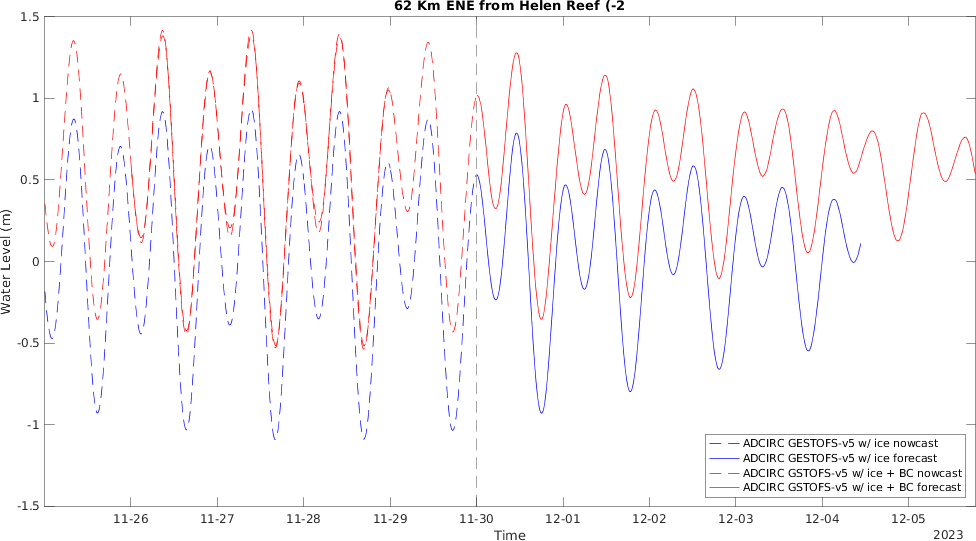 62 Km ENE from Helen Reef (-2
1.5
1
0.5
0
-0.5
-1
-1.5
Water Level (m)
11-26 11-27 11-28 11-29 11-30 12-01 12-02 12-03 12-04 12-05
Time
2023
ADCIRC GESTOFS-v5 w/ ice nowcast
ADCIRC GESTOFS-v5 w/ ice forecast
ADCIRC GSTOFS-v5 w/ ice + BC nowcast
ADCIRC GSTOFS-v5 w/ ice + BC forecast